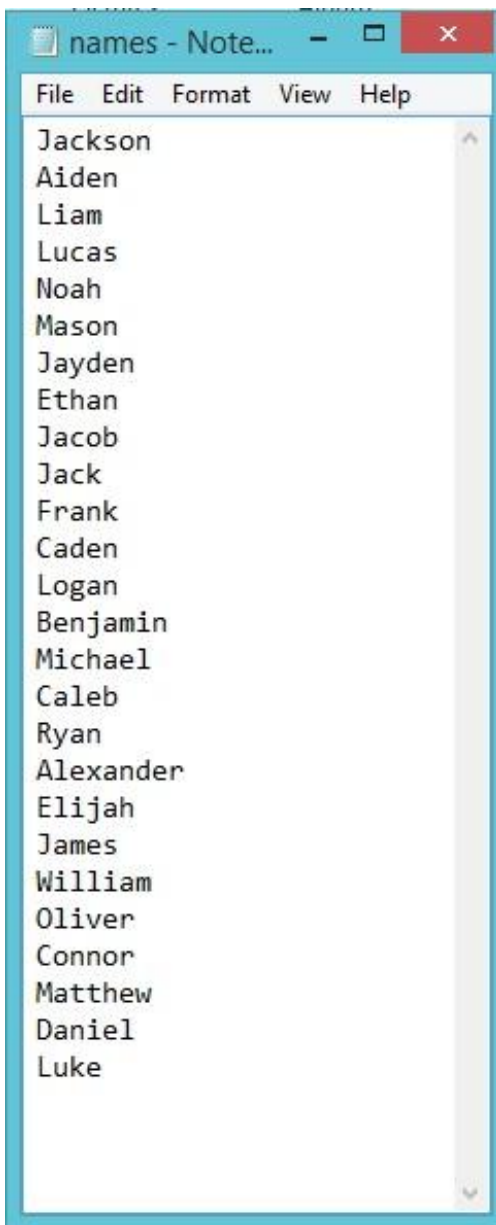 names - Note...
File Edit Format View Help
Jackson
Aiden
Liam
Lucas
Noah
Mason
Jayden
Ethan
Jacob
Jack
Frank
Caden
Logan
Benjamin
Michael
Caleb
Ryan
Alexander
Elijah
James
William
Oliver
Connor
Matthew
Daniel
Luke